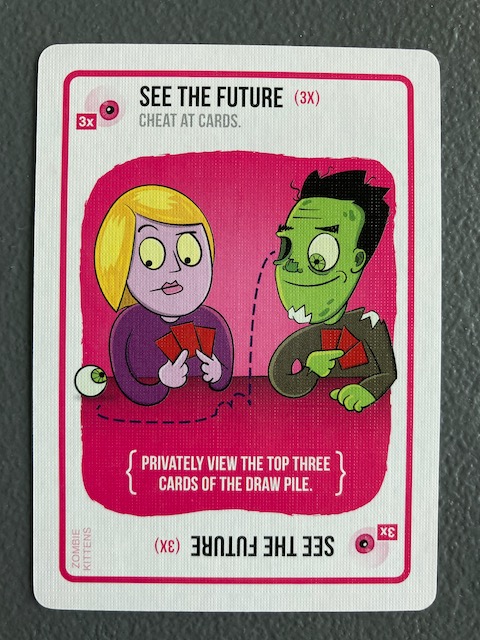 SEE THE FUTURE (3X)
3x
CHEAT AT CARDS.
{ PRIVATELY VIEW THE TOP THREE
CARDS OF THE DRAW PILE. }
ZOMBIE
KITTENS
SEE THE FUTURE (3X)
3x